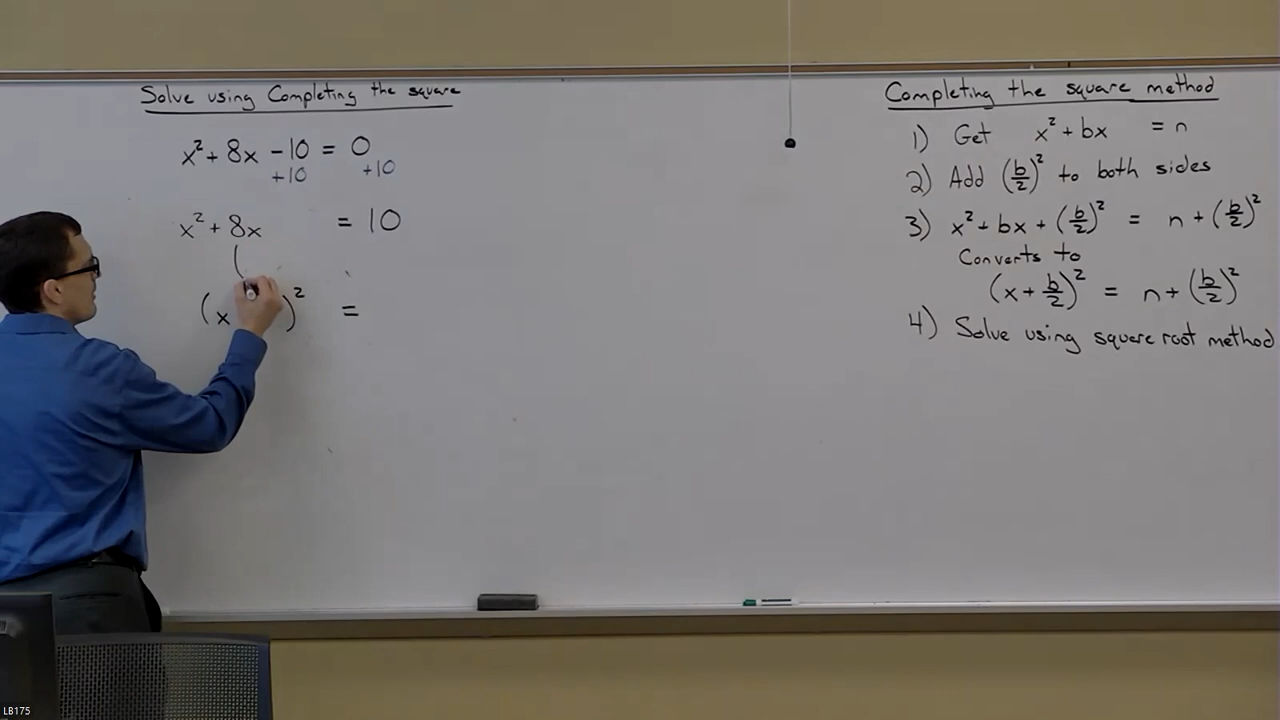 Solve using Completing the square
x² + 8x - 10 = 0
+10 +10
x² + 8x = 10
(x )² =
Completing the square method
1) Get x² + bx = n
2) Add (b/2)² to both sides
3) x² + bx + (b/2)² = n + (b/2)²
Converts to
(x + b/2)² = n + (b/2)²
4) Solve using square root method
LB175